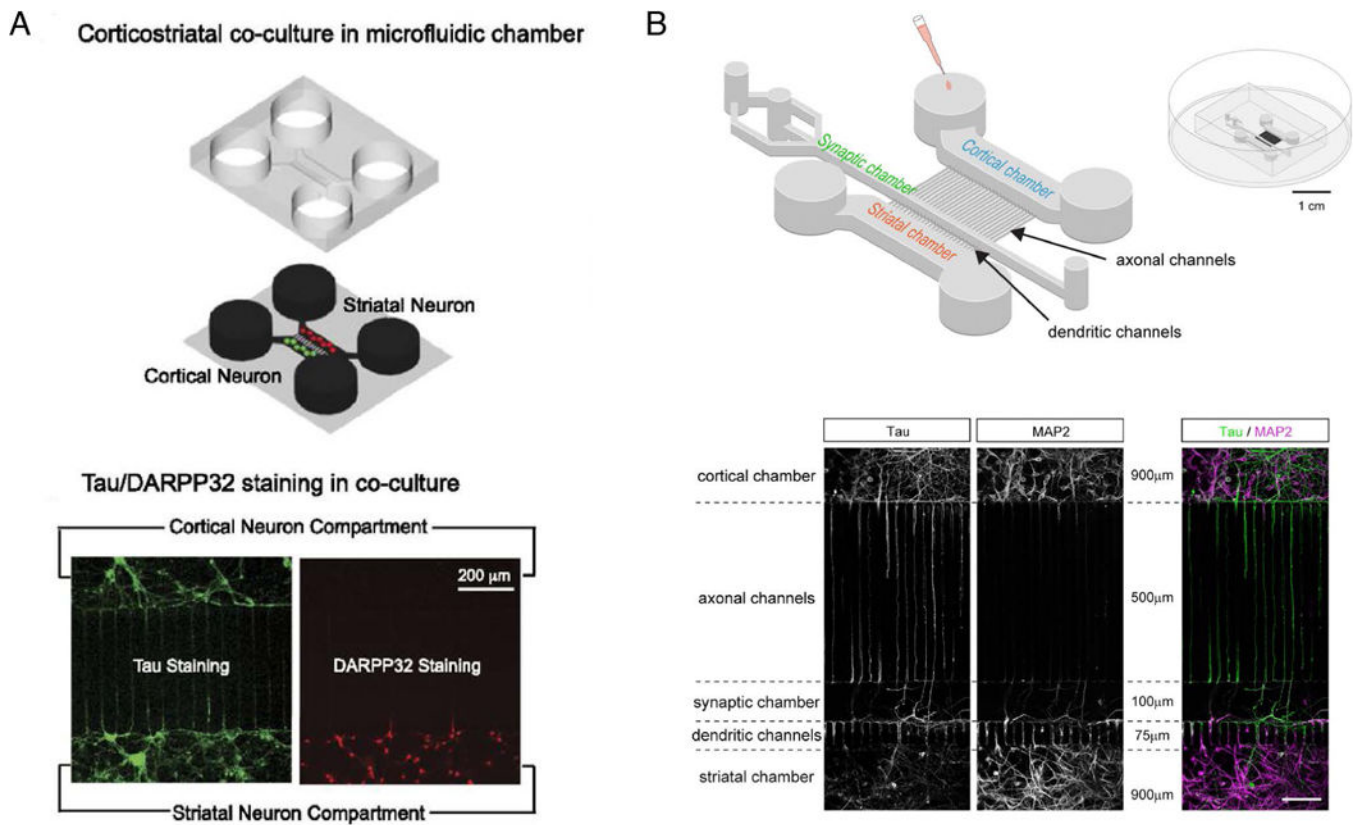 A
Corticostriatal co-culture in microfluidic chamber
Striatal Neuron
Cortical Neuron
Tau/DARPP32 staining in co-culture
Cortical Neuron Compartment
200 μm
Tau Staining
DARPP32 Staining
Striatal Neuron Compartment
B
Synaptic chamber
Cortical chamber
Striatal chamber
1 cm
axonal channels
dendritic channels
Tau
MAP2
Tau / MAP2
cortical chamber
900μm
axonal channels
500μm
synaptic chamber
100μm
dendritic channels
75μm
striatal chamber
900μm